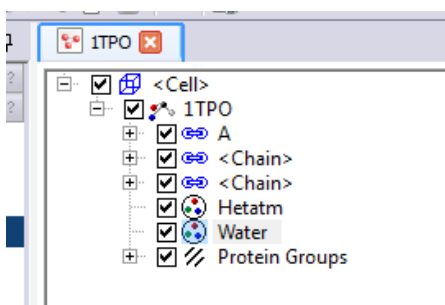 1TPO
<Cell>
1TPO
A
<Chain>
<Chain>
Hetatm
Water
Protein Groups